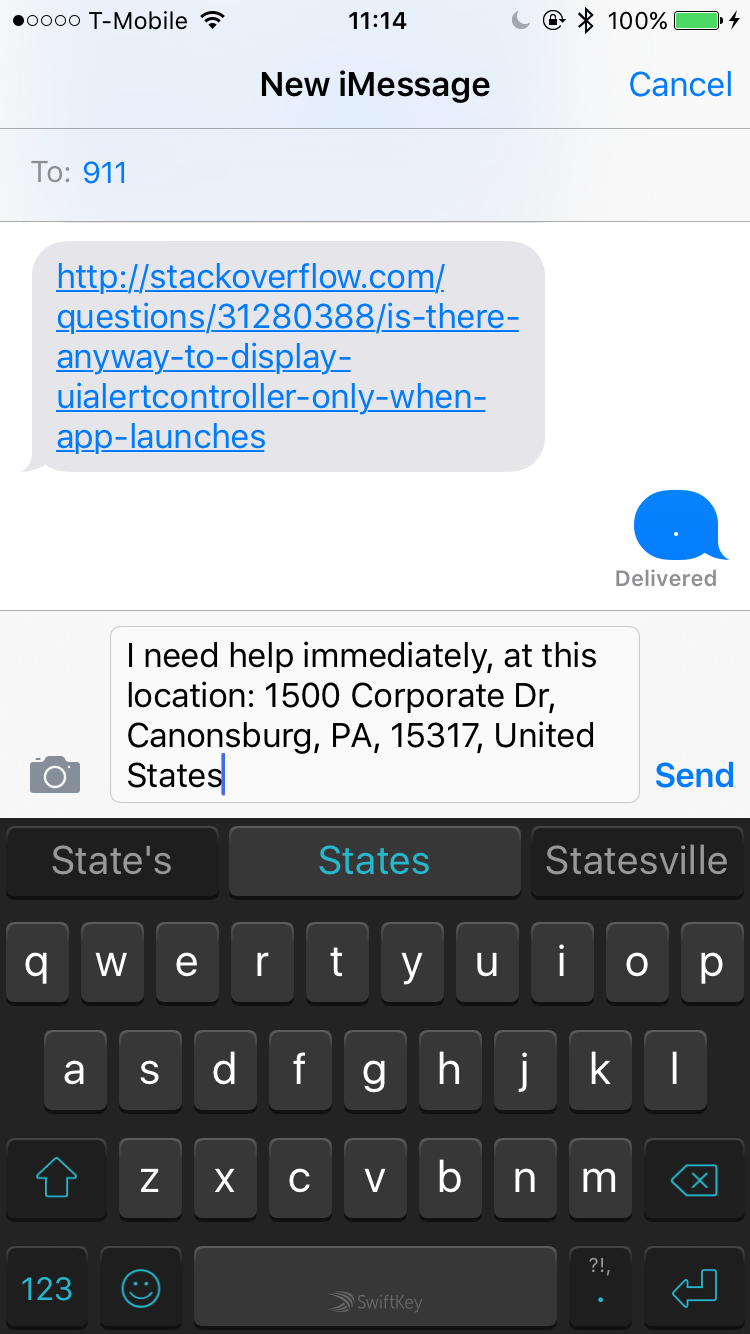 T-Mobile 11:14 100%
New iMessage Cancel
To: 911
http://stackoverflow.com/
questions/31280388/is-there-
anyway-to-display-
uialertcontroller-only-when-
app-launches
.
Delivered
I need help immediately, at this
location: 1500 Corporate Dr,
Canonsburg, PA, 15317, United
States
Send
State's States Statesville
q w e r t y u i o p
a s d f g h j k l
z x c v b n m
?!,
123 SwiftKey .